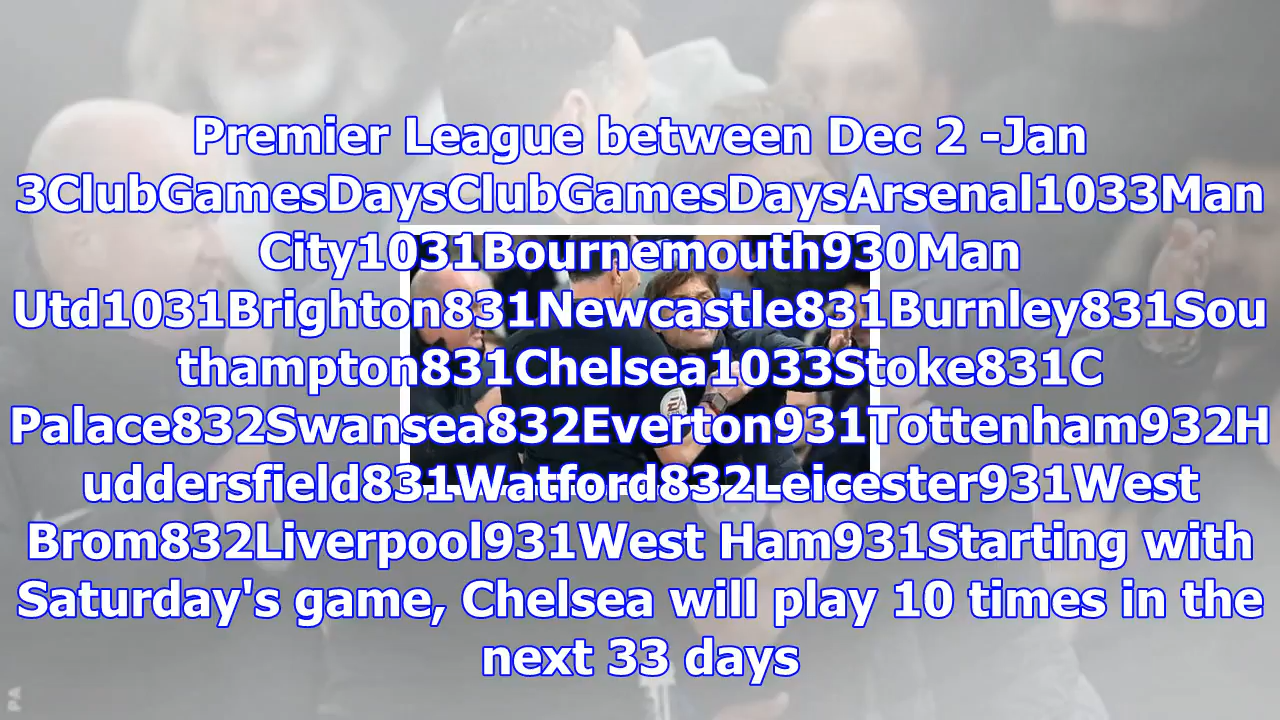 Premier League between Dec 2 -Jan
3ClubGamesDaysClubGamesDaysArsenal1033Man
City1031Bournemouth930Man
Utd1031Brighton831Newcastle831Burnley831Sou
thampton831Chelsea1033Stoke831C
Palace832Swansea832Everton931Tottenham932H
uddersfield831Watford832Leicester931West
Brom832Liverpool931West Ham931Starting with
Saturday's game, Chelsea will play 10 times in the
next 33 days
PA